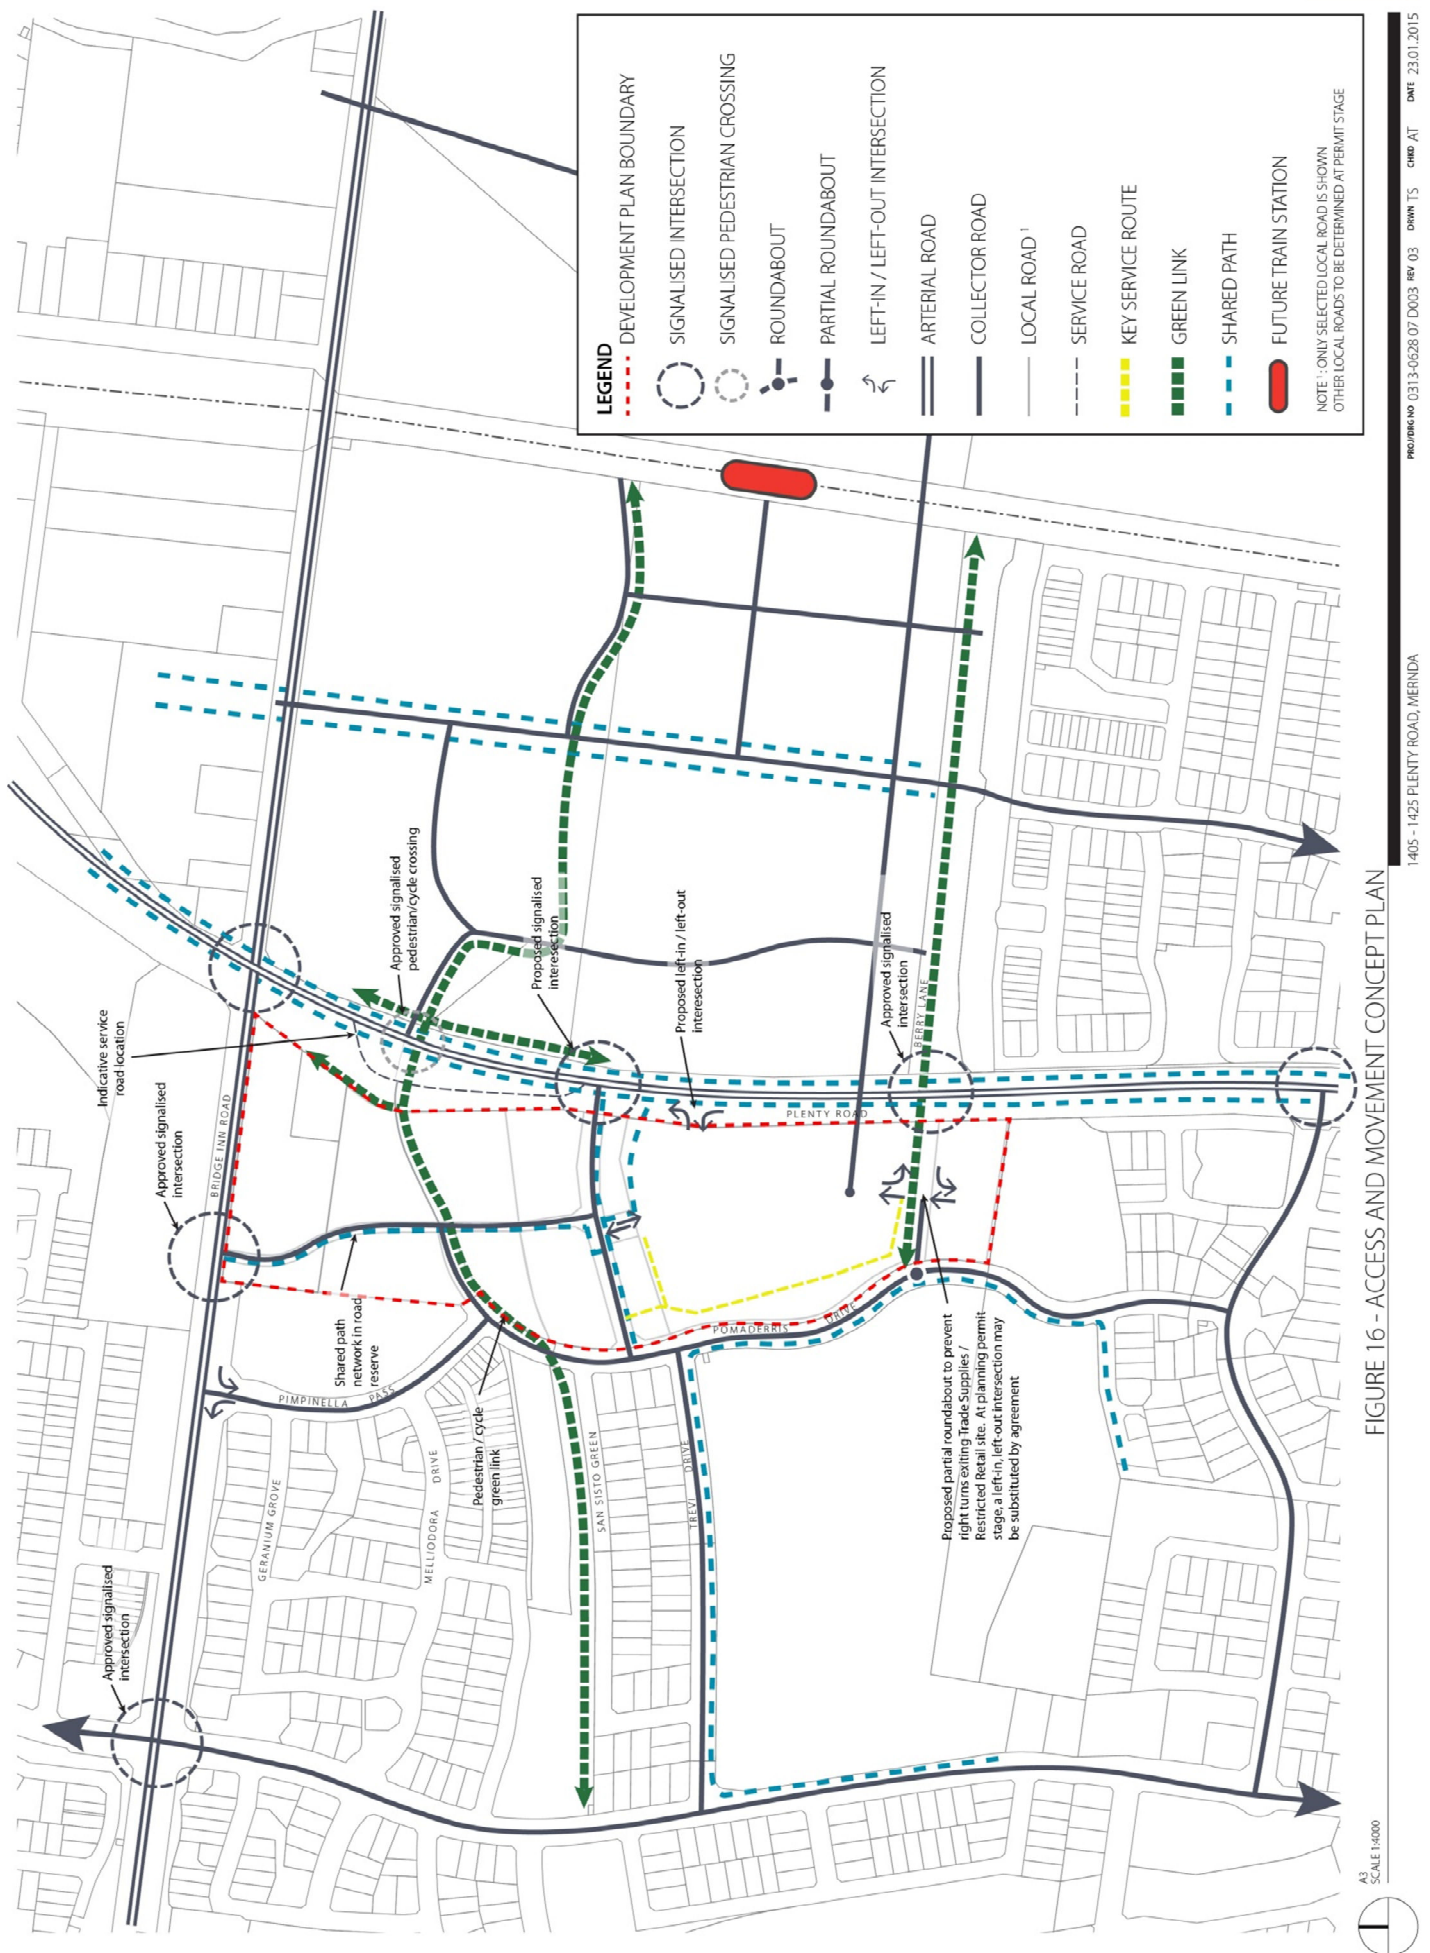 Approved signalised
intersection
Approved signalised
intersection
Indicative service
road location
BRIDGE INN ROAD
PIMPINELLA
PASS
GERANIUM GROVE
MELLIODORA
DRIVE
Shared path
network in road
reserve
Pedestrian / cycle
green link
Approved signalised
pedestrian/cycle crossing
Proposed signalised
interesection
Proposed left-in / left-out
interesection
Approved signalised
intersection
SAN SISTO GREEN
TREVI
DRIVE
POMADERRIS
DRIVE
PLENTY ROAD
BERRY LANE
Proposed partial roundabout to prevent
right turns exiting Trade Supplies /
Restricted Retail site. At planning permit
stage, a left-in, left-out intersection may
be substituted by agreement
LEGEND
DEVELOPMENT PLAN BOUNDARY
SIGNALISED INTERSECTION
SIGNALISED PEDESTRIAN CROSSING
ROUNDABOUT
PARTIAL ROUNDABOUT
LEFT-IN / LEFT-OUT INTERSECTION
ARTERIAL ROAD
COLLECTOR ROAD
LOCAL ROAD ¹
SERVICE ROAD
KEY SERVICE ROUTE
GREEN LINK
SHARED PATH
FUTURE TRAIN STATION
NOTE ¹: ONLY SELECTED LOCAL ROAD IS SHOWN
OTHER LOCAL ROADS TO BE DETERMINED AT PERMIT STAGE
A3
SCALE 1:4000
FIGURE 16 - ACCESS AND MOVEMENT CONCEPT PLAN
1405 - 1425 PLENTY ROAD, MERNDA
PROJ/DRG NO 0313-0628 07 D003 REV 03 DRWN TS CHKD AT DATE 23.01.2015